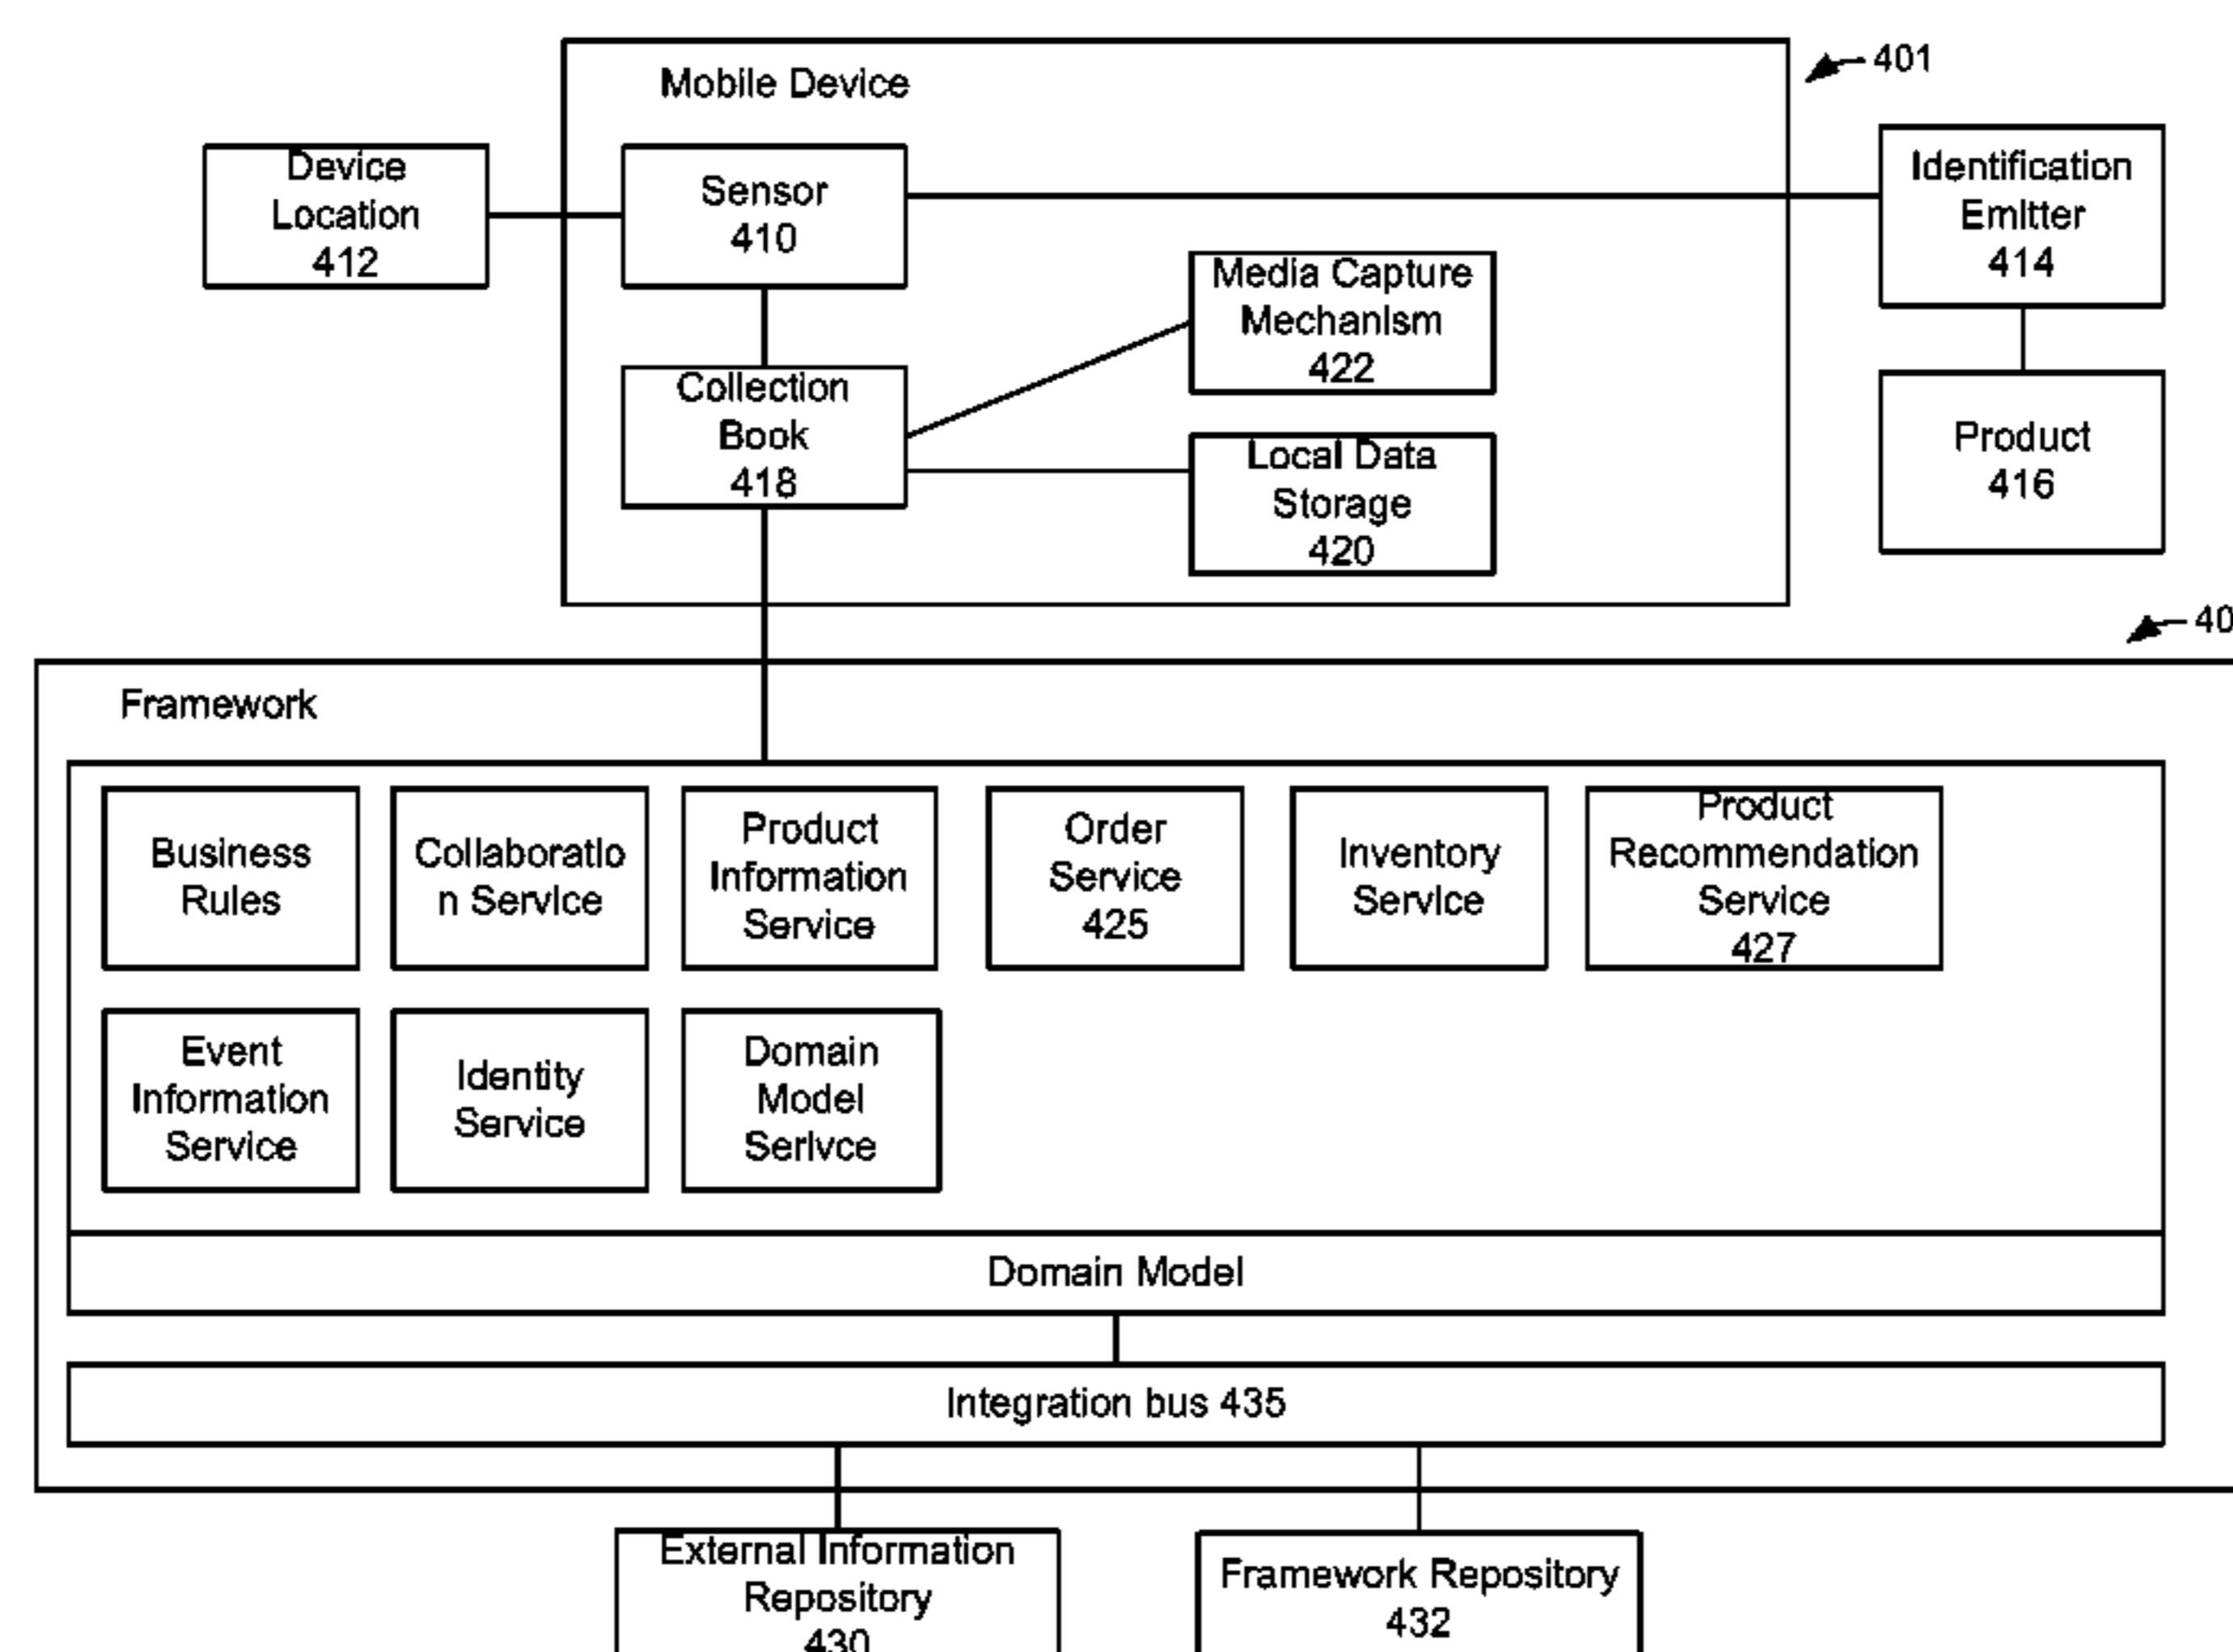 Mobile Device
401
Device
Location
412
Sensor
410
Identification
Emitter
414
Media Capture
Mechanism
422
Collection
Book
418
Local Data
Storage
420
Product
416
40
Framework
Business
Rules
Collaboratio
n Service
Product
Information
Service
Order
Service
425
Inventory
Service
Product
Recommendation
Service
427
Event
Information
Service
Identity
Service
Domain
Model
Serivce
Domain Model
Integration bus 435
External Information
Repository
430
Framework Repository
432